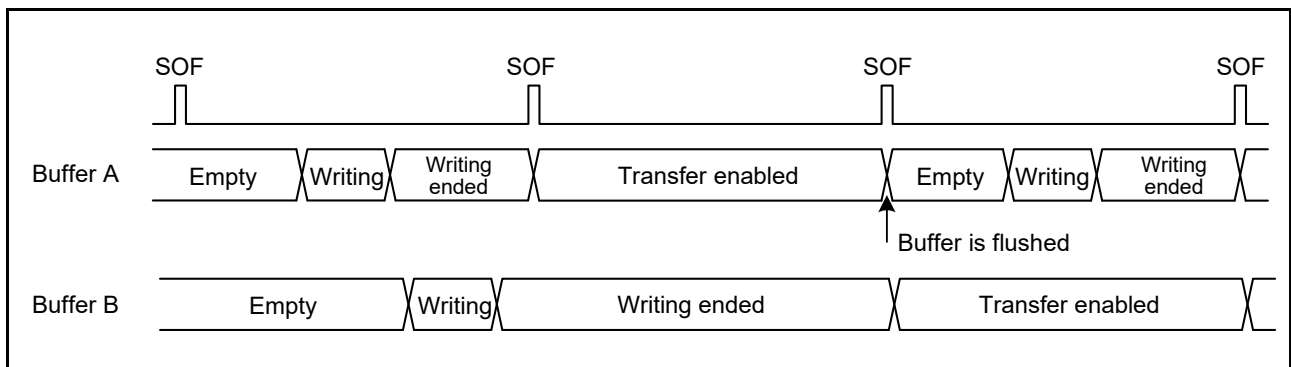 SOF SOF SOF SOF
Buffer A Empty Writing Writing ended Transfer enabled Empty Writing Writing ended
Buffer is flushed
Buffer B Empty Writing Writing ended Transfer enabled